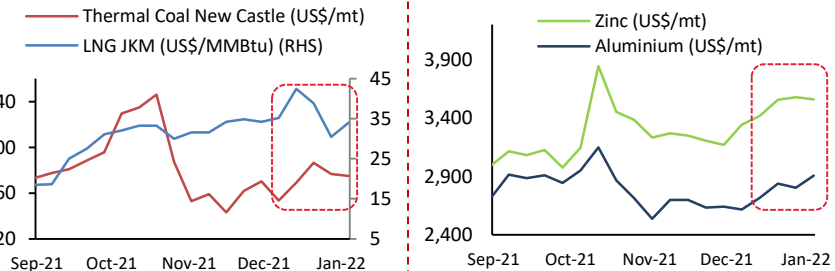 Thermal Coal New Castle (US$/mt)
LNG JKM (US$/MMBtu) (RHS)
45
35
25
15
5
Sep-21 Oct-21 Nov-21 Dec-21 Jan-22
Zinc (US$/mt)
Aluminium (US$/mt)
3,900
3,400
2,900
2,400
Sep-21 Oct-21 Nov-21 Dec-21 Jan-22